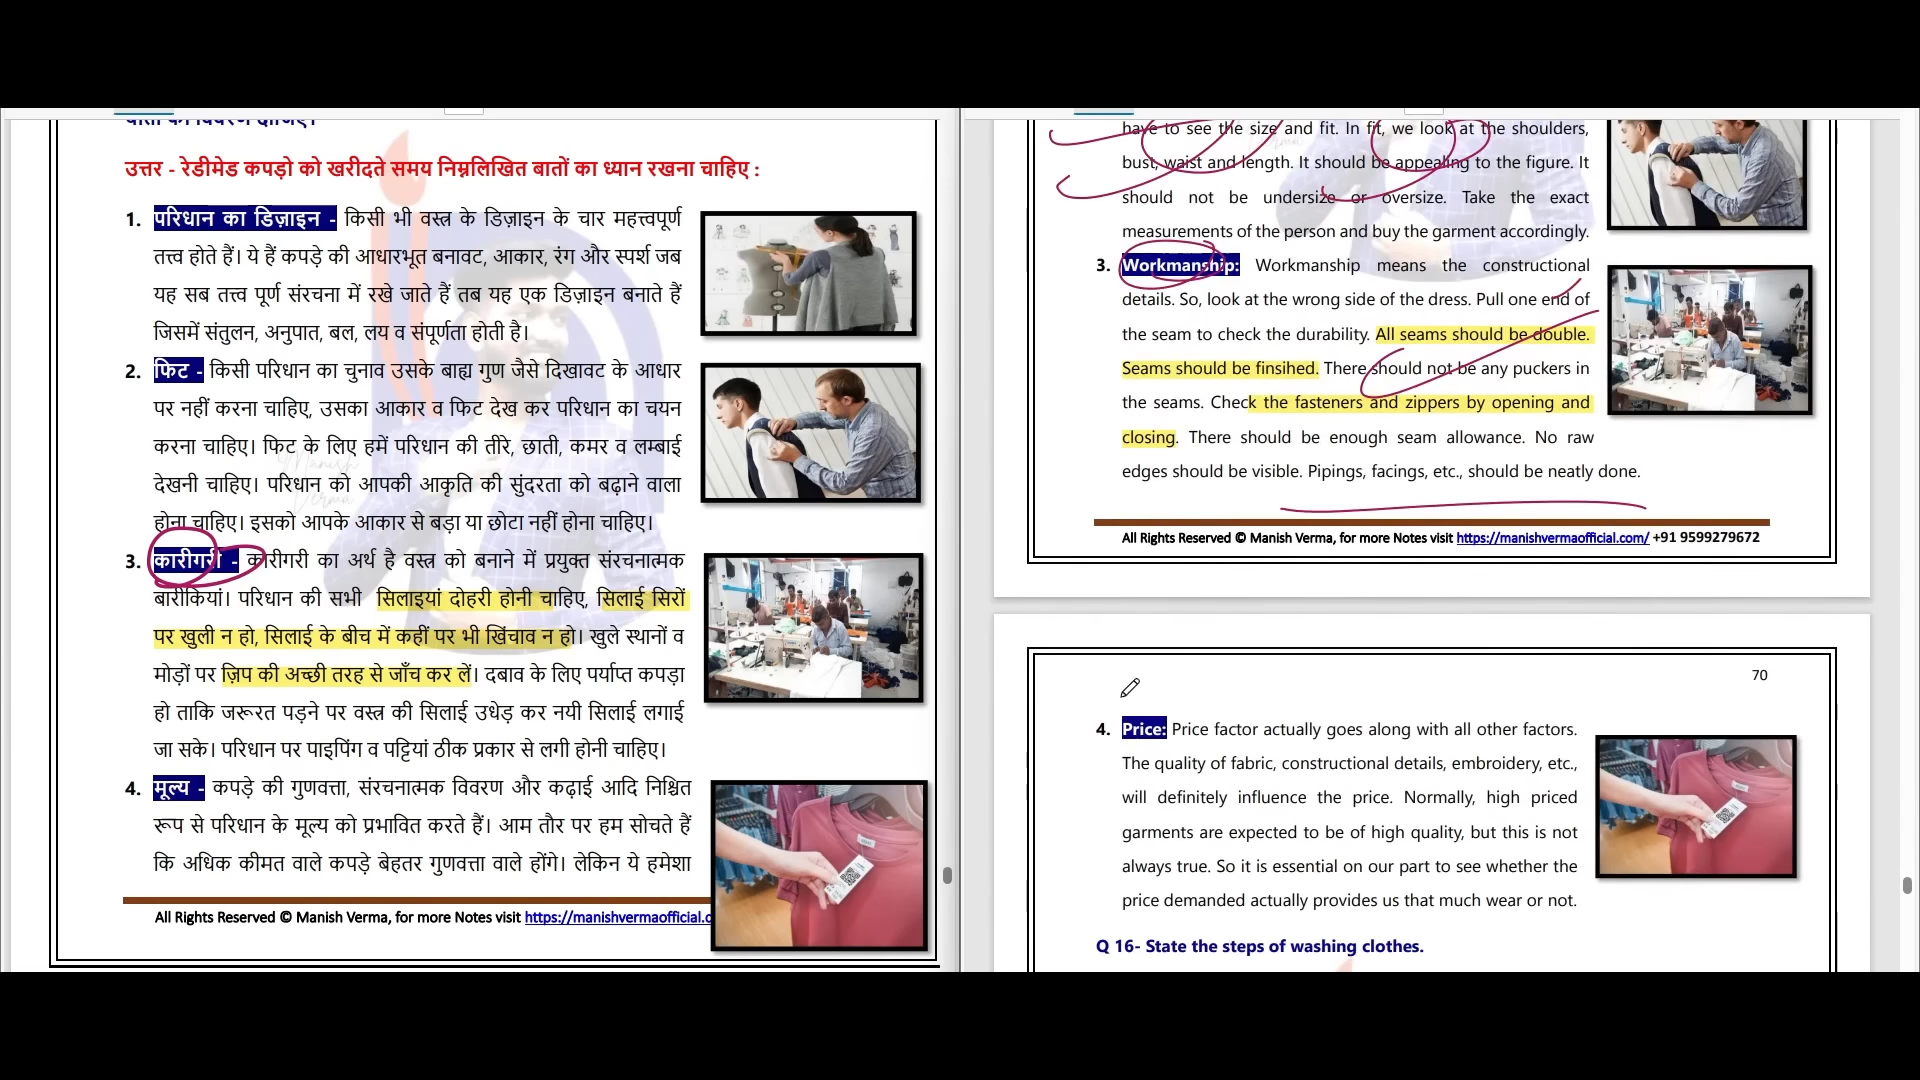 उत्तर - रेडीमेड कपड़ो को खरीदते समय निम्नलिखित बातों का ध्यान रखना चाहिए :
1. परिधान का डिज़ाइन - किसी भी वस्त्र के डिज़ाइन के चार महत्त्वपूर्ण
तत्त्व होते हैं। ये हैं कपड़े की आधारभूत बनावट, आकार, रंग और स्पर्श जब
यह सब तत्त्व पूर्ण संरचना में रखे जाते हैं तब यह एक डिज़ाइन बनाते हैं
जिसमें संतुलन, अनुपात, बल, लय व संपूर्णता होती है।
2. फिट - किसी परिधान का चुनाव उसके बाह्य गुण जैसे दिखावट के आधार
पर नहीं करना चाहिए, उसका आकार व फिट देख कर परिधान का चयन
करना चाहिए। फिट के लिए हमें परिधान की तीरे, छाती, कमर व लम्बाई
देखनी चाहिए। परिधान को आपकी आकृति की सुंदरता को बढ़ाने वाला
होना चाहिए। इसको आपके आकार से बड़ा या छोटा नहीं होना चाहिए।
3. कारीगरी - कारीगरी का अर्थ है वस्त्र को बनाने में प्रयुक्त संरचनात्मक
बारीकियां। परिधान की सभी सिलाइयां दोहरी होनी चाहिए, सिलाई सिरों
पर खुली न हो, सिलाई के बीच में कहीं पर भी खिंचाव न हो। खुले स्थानों व
मोड़ों पर ज़िप की अच्छी तरह से जाँच कर लें। दबाव के लिए पर्याप्त कपड़ा
हो ताकि जरूरत पड़ने पर वस्त्र की सिलाई उधेड़ कर नयी सिलाई लगाई
जा सके। परिधान पर पाइपिंग व पट्टियां ठीक प्रकार से लगी होनी चाहिए।
4. मूल्य - कपड़े की गुणवत्ता, संरचनात्मक विवरण और कढ़ाई आदि निश्चित
रूप से परिधान के मूल्य को प्रभावित करते हैं। आम तौर पर हम सोचते हैं
कि अधिक कीमत वाले कपड़े बेहतर गुणवत्ता वाले होंगे। लेकिन ये हमेशा
All Rights Reserved © Manish Verma, for more Notes visit https://manishvermaofficial.c
Manish
Verma
have to see the size and fit. In fit, we look at the shoulders,
bust, waist and length. It should be appealing to the figure. It
should not be undersize or oversize. Take the exact
measurements of the person and buy the garment accordingly.
3. Workmanship: Workmanship means the constructional
details. So, look at the wrong side of the dress. Pull one end of
the seam to check the durability. All seams should be double.
Seams should be finsihed. There should not be any puckers in
the seams. Check the fasteners and zippers by opening and
closing. There should be enough seam allowance. No raw
edges should be visible. Pipings, facings, etc., should be neatly done.
All Rights Reserved © Manish Verma, for more Notes visit https://manishvermaofficial.com/ +91 9599279672
70
4. Price: Price factor actually goes along with all other factors.
The quality of fabric, constructional details, embroidery, etc.,
will definitely influence the price. Normally, high priced
garments are expected to be of high quality, but this is not
always true. So it is essential on our part to see whether the
price demanded actually provides us that much wear or not.
Q 16- State the steps of washing clothes.